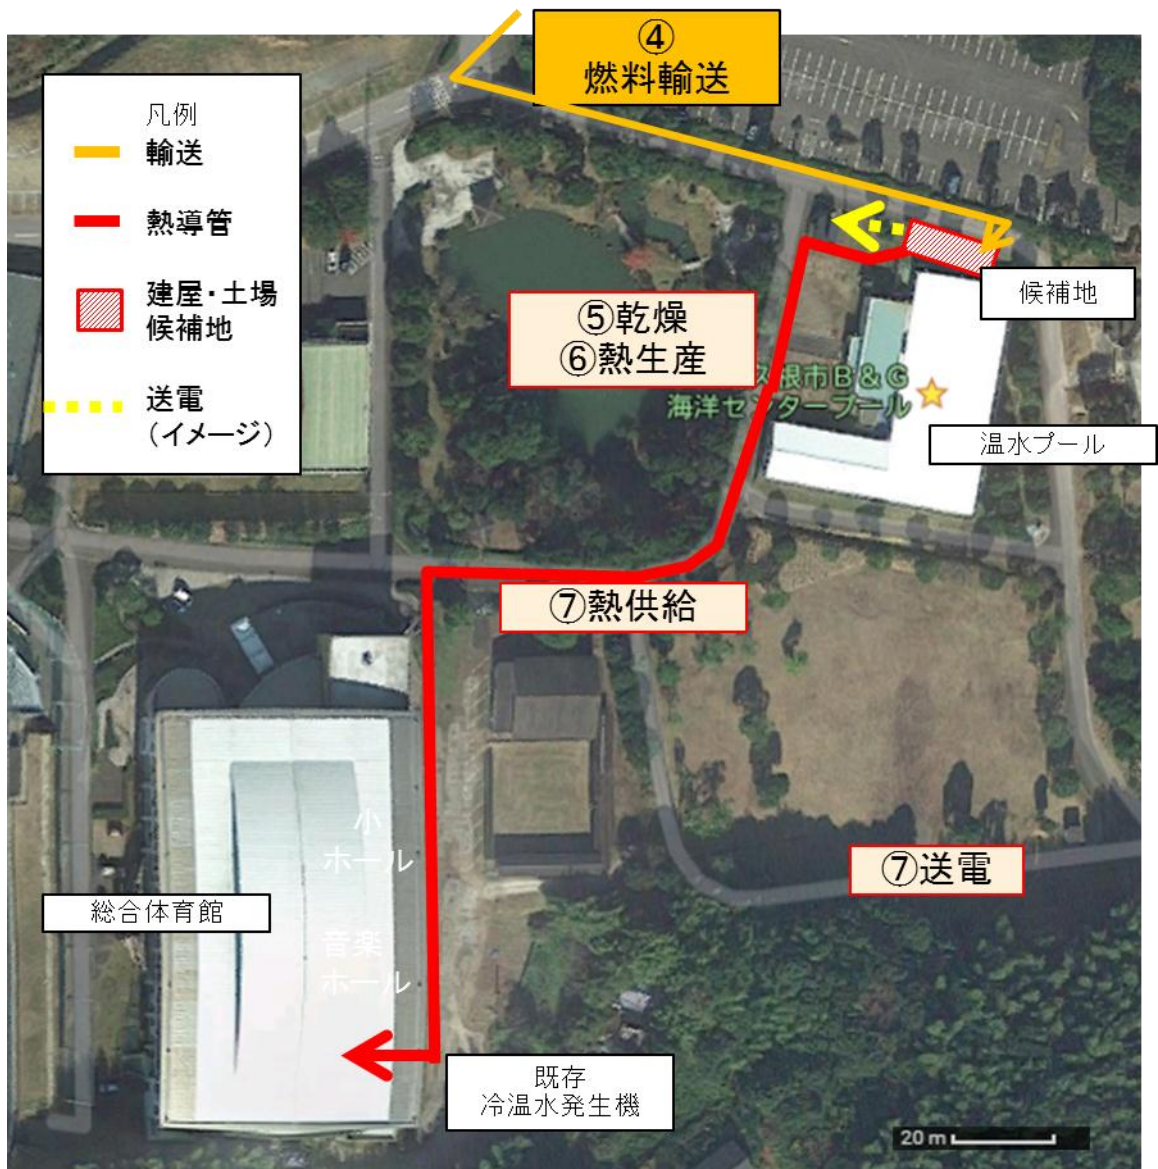 ④
燃料輸送
凡例
輸送
熱導管
建屋・土場
候補地
送電
(イメージ)
候補地
⑤乾燥
⑥熱生産
根市B&G
海洋センタープール
温水プール
⑦熱供給
小
ホール
音楽
ホール
総合体育館
⑦送電
既存
冷温水発生機
20 m